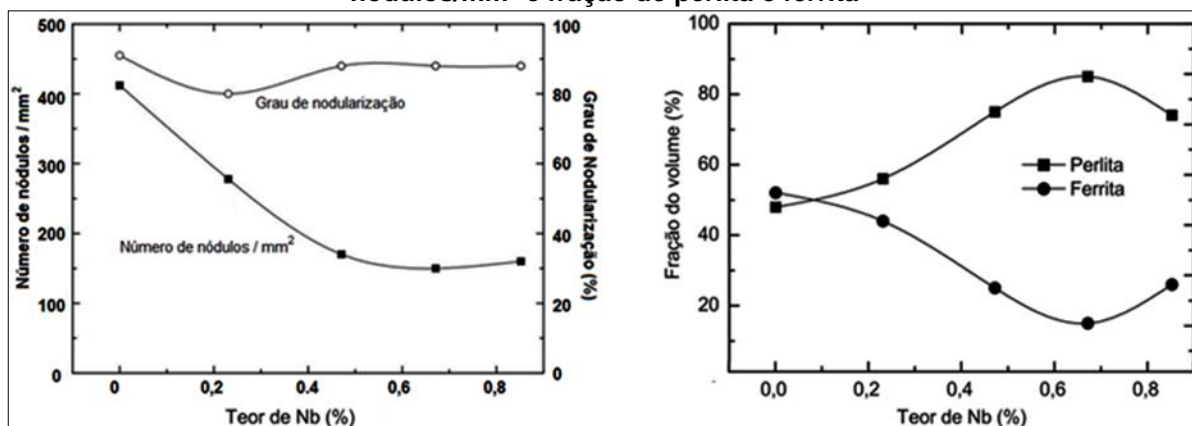 nódulos/mm² e fração de perlita e ferrita
500
400
300
200
100
0
Número de nódulos / mm²
100
80
60
40
20
0
Grau de Nodularização (%)
Grau de nodularização
Número de nódulos / mm²
0
0,2
0.4
0,6
0,8
Teor de Nb (%)
100
80
60
40
20
Fração do volume (%)
Perlita
Ferrita
0,0
0,2
0,4
0,6
0,8
Teor de Nb (%)